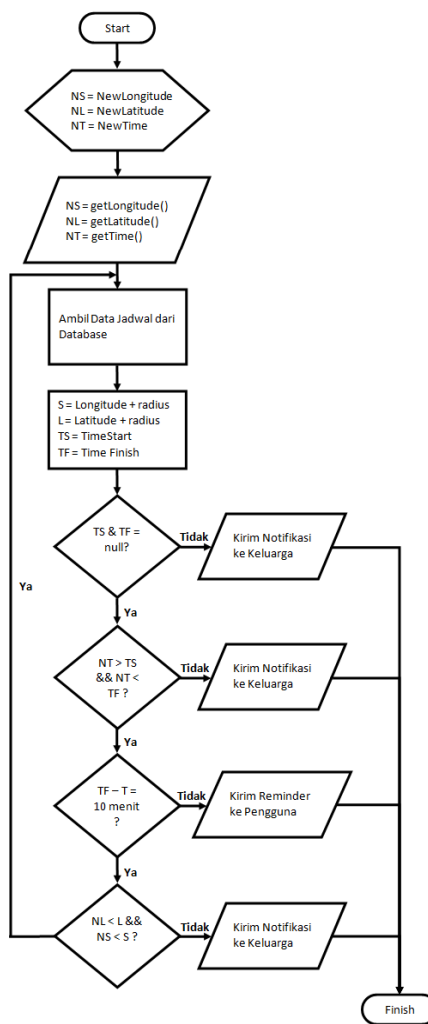 Start
NS = NewLongitude
NL = NewLatitude
NT = NewTime
NS = getLongitude()
NL = getLatitude()
NT = getTime()
Ambil Data Jadwal dari
Database
S = Longitude + radius
L = Latitude + radius
TS = TimeStart
TF = Time Finish
TS & TF =
null?
Tidak
Kirim Notifikasi
ke Keluarga
Ya
Ya
NT > TS
&& NT <
TF ?
Tidak
Kirim Notifikasi
ke Keluarga
Ya
TF – T =
10 menit
?
Tidak
Kirim Reminder
ke Pengguna
Ya
NL < L &&
NS < S ?
Tidak
Kirim Notifikasi
ke Keluarga
Finish